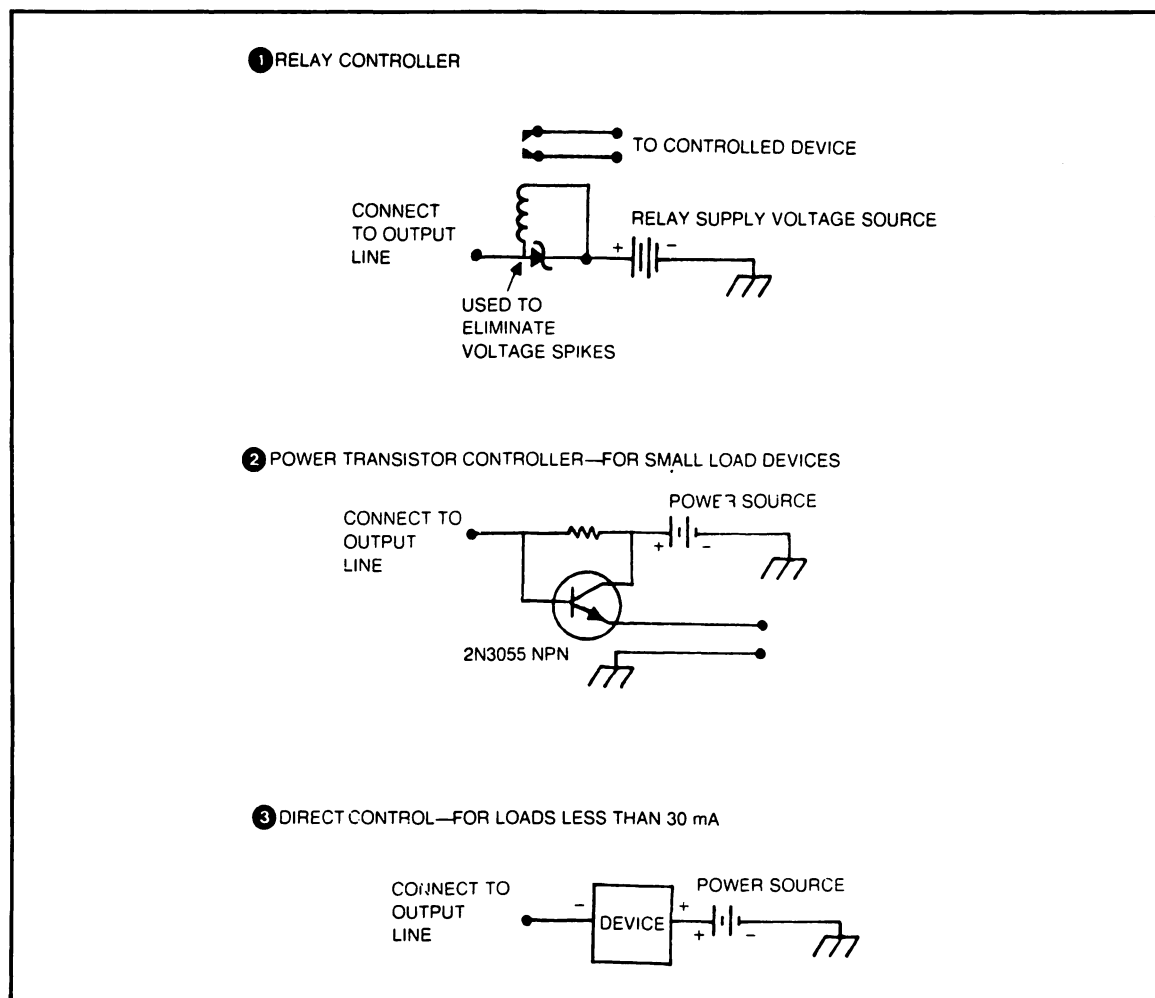 1 RELAY CONTROLLER
TO CONTROLLED DEVICE
CONNECT
TO OUTPUT
LINE
RELAY SUPPLY VOLTAGE SOURCE
+ -
USED TO
ELIMINATE
VOLTAGE SPIKES
2 POWER TRANSISTOR CONTROLLER—FOR SMALL LOAD DEVICES
POWER SOURCE
CONNECT TO
OUTPUT
LINE
+ -
2N3055 NPN
3 DIRECT CONTROL—FOR LOADS LESS THAN 30 mA
CONNECT TO
OUTPUT
LINE
- DEVICE +
POWER SOURCE
+ -